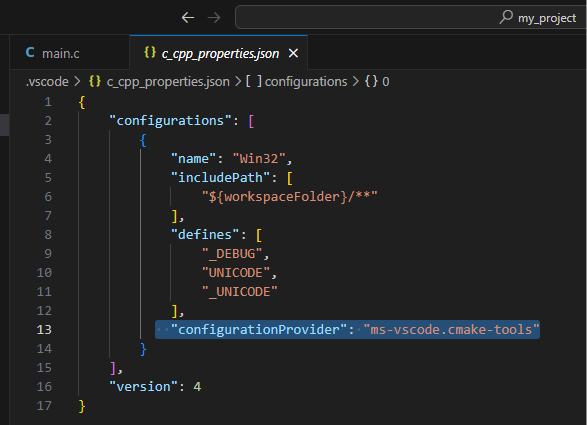 my_project
C main.c
{} c_cpp_properties.json ×
.vscode > {} c_cpp_properties.json > [ ] configurations > {} 0
1 {
2 "configurations": [
3 {
4 "name": "Win32",
5 "includePath": [
6 "${workspaceFolder}/**"
7 ],
8 "defines": [
9 "_DEBUG",
10 "UNICODE",
11 "_UNICODE"
12 ],
13 "configurationProvider": "ms-vscode.cmake-tools"
14 }
15 ],
16 "version": 4
17 }